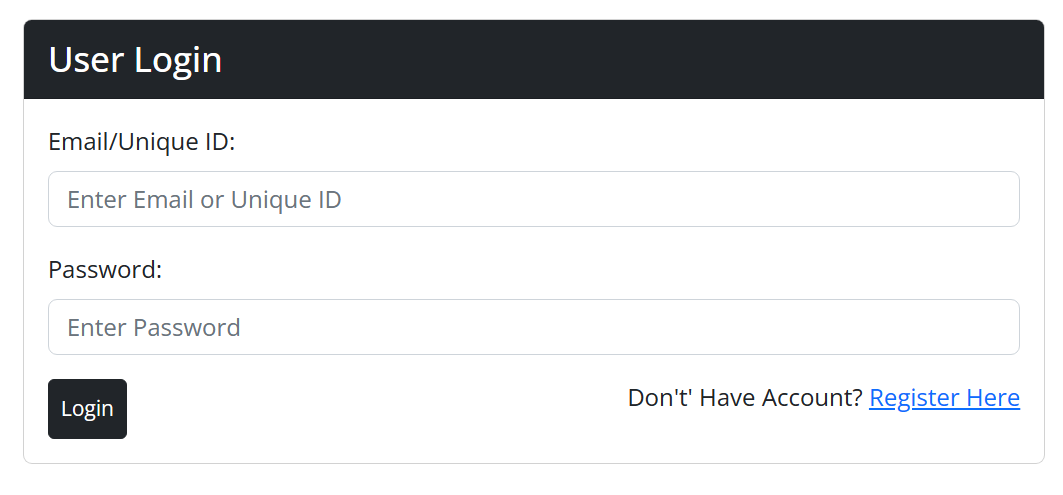 User Login
Email/Unique ID:
Enter Email or Unique ID
Password:
Enter Password
Login
Don't' Have Account? Register Here